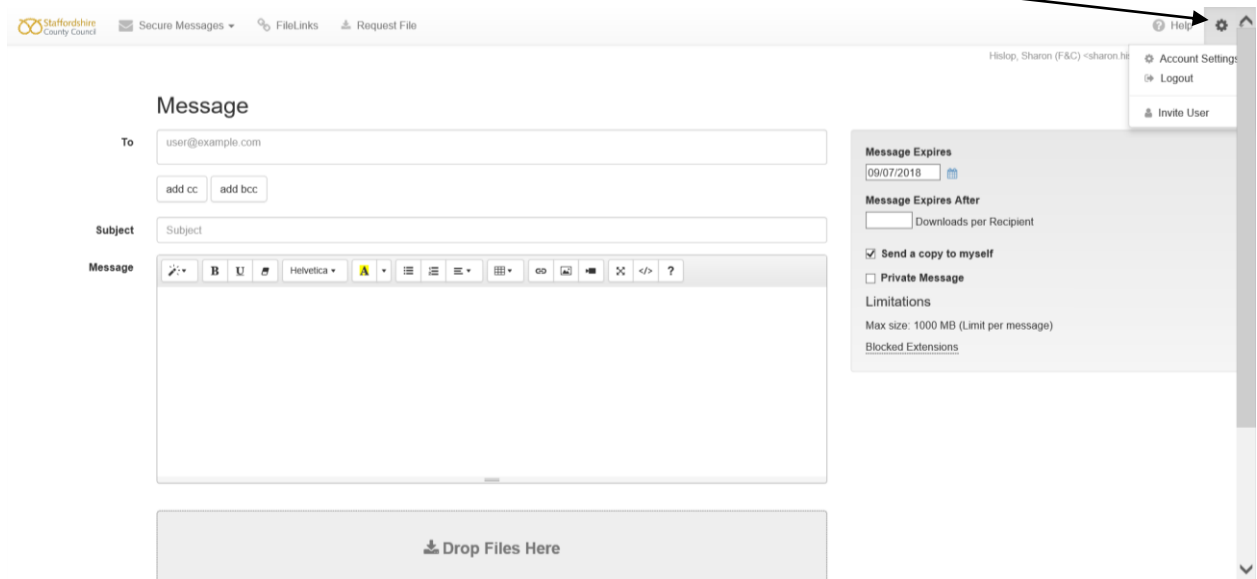 Staffordshire
County Council
Secure Messages
FileLinks
Request File
Help
Hislop, Sharon (F&C) <sharon.his
Account Settings
Logout
Invite User
Message
To
user@example.com
add cc
add bcc
Subject
Subject
Message
B U Helvetica A </> ?
Drop Files Here
Message Expires
09/07/2018
Message Expires After
Downloads per Recipient
Send a copy to myself
Private Message
Limitations
Max size: 1000 MB (Limit per message)
Blocked Extensions